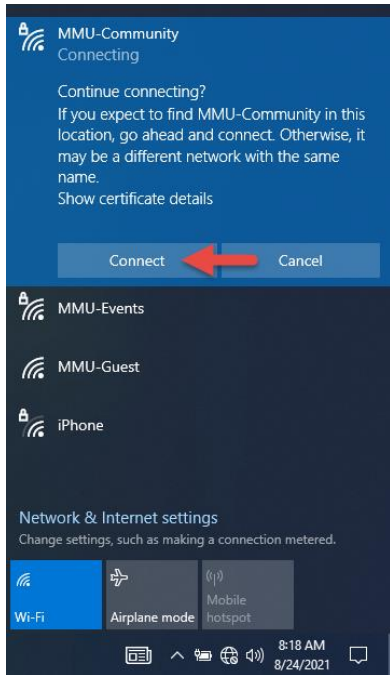 MMU-Community
Connecting
Continue connecting?
If you expect to find MMU-Community in this
location, go ahead and connect. Otherwise, it
may be a different network with the same
name.
Show certificate details
Connect
Cancel
MMU-Events
MMU-Guest
iPhone
Network & Internet settings
Change settings, such as making a connection metered.
Wi-Fi
Airplane mode
Mobile
hotspot
8:18 AM
8/24/2021